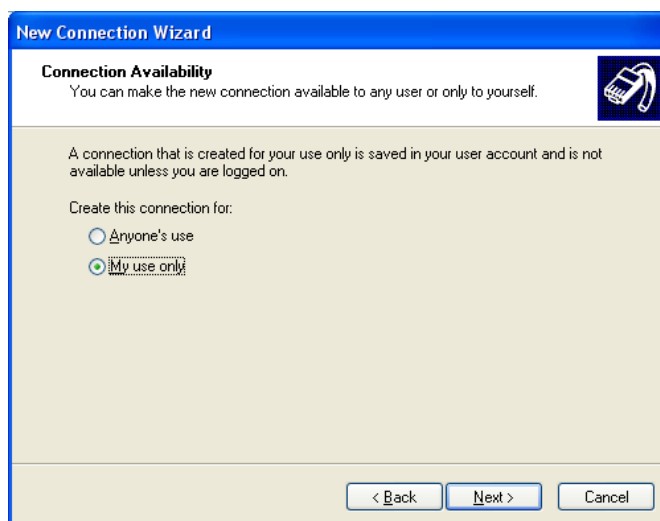 New Connection Wizard
Connection Availability
You can make the new connection available to any user or only to yourself.
A connection that is created for your use only is saved in your user account and is not
available unless you are logged on.
Create this connection for:
Anyone's use
My use only
< Back
Next >
Cancel